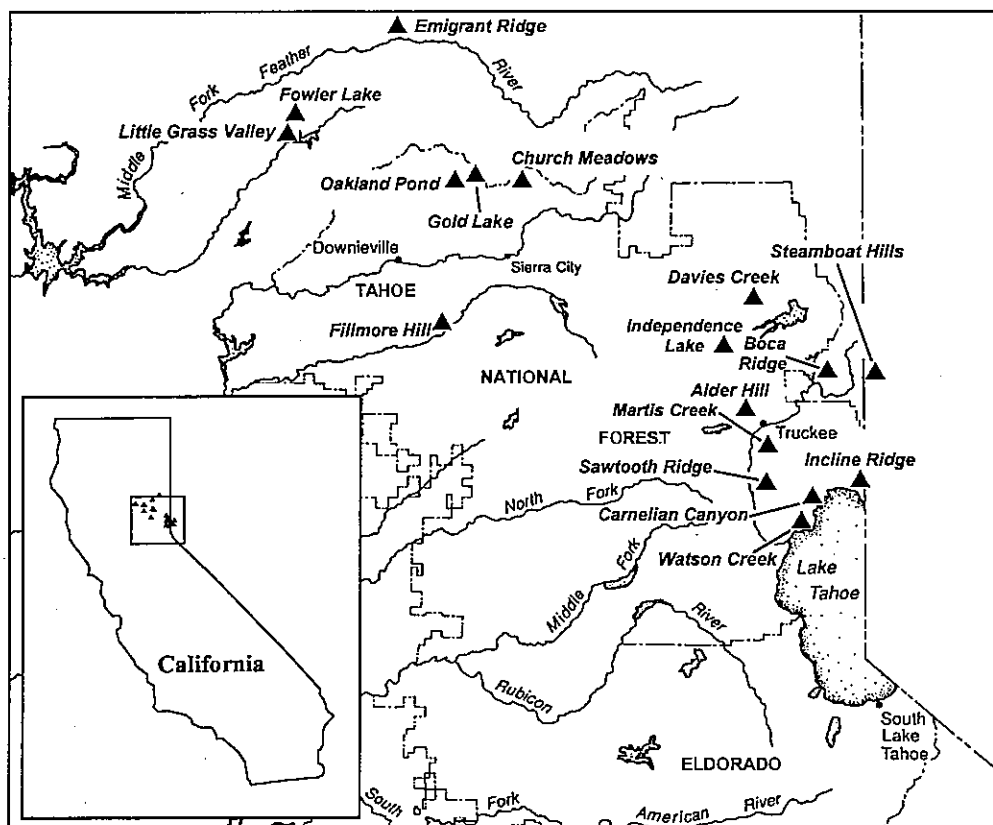 Emigrant Ridge
Middle
Fork
Feather
River
Fowler Lake
Little Grass Valley
Church Meadows
Oakland Pond
Gold Lake
Downieville
Sierra City
Steamboat Hills
TAHOE
Davies Creek
Fillmore Hill
Independence
Lake
Boca
Ridge
NATIONAL
Alder Hill
Martis Creek
Truckee
FOREST
Sawtooth Ridge
Incline Ridge
North
Fork
Carnelian Canyon
Watson Creek
Middle
Fork
Lake
Tahoe
Rubicon
River
California
South
Lake
Tahoe
ELDORADO
South
Fork
American
River